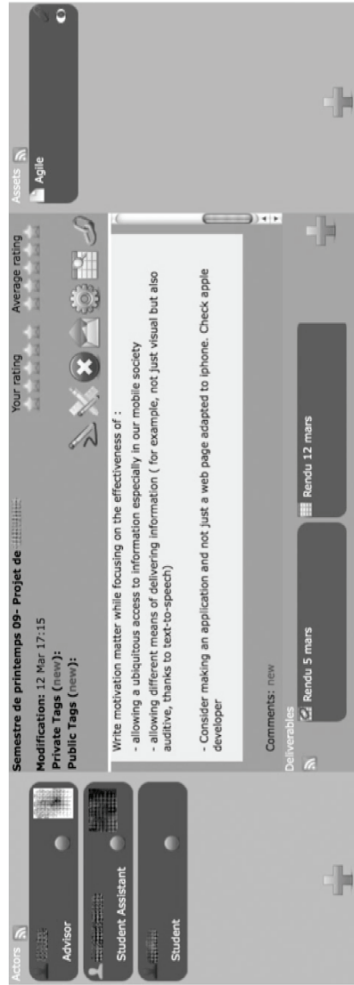 Actors
Advisor
Student Assistant
Student
Semestre de printemps 09- Projet de
Your rating
Average rating
Modification: 12 Mar 17:15
Private Tags (new):
Public Tags (new):
Write motivation matter while focusing on the effectiveness of :
- allowing a ubiquitous access to information especially in our mobile society
- allowing different means of delivering information ( for example, not just visual but also
auditive, thanks to text-to-speech)
- Consider making an application and not just a web page adapted to iphone. Check apple
developer
Comments: new
Deliverables
Rendu 5 mars
Rendu 12 mars
Assets
Agile